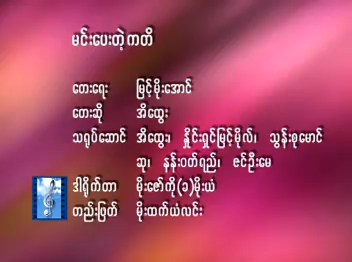 မင်းပေးတဲ့ကတိ
တေးရေး မြင့်မိုးအောင်
တေးဆို အိထွေး
သရုပ်ဆောင် အိထွေး၊ နှိုင်းရှင်မြင့်မိုလ်၊ သွန်းစုမောင်
ဆု၊ နန်းဝတ်ရည်၊ ဇင်ဦးမေ
ဒါရိုက်တာ မိုးဇော်ကို(ခ)မိုးယံ
တည်းဖြတ် မိုးထက်ယံလင်း